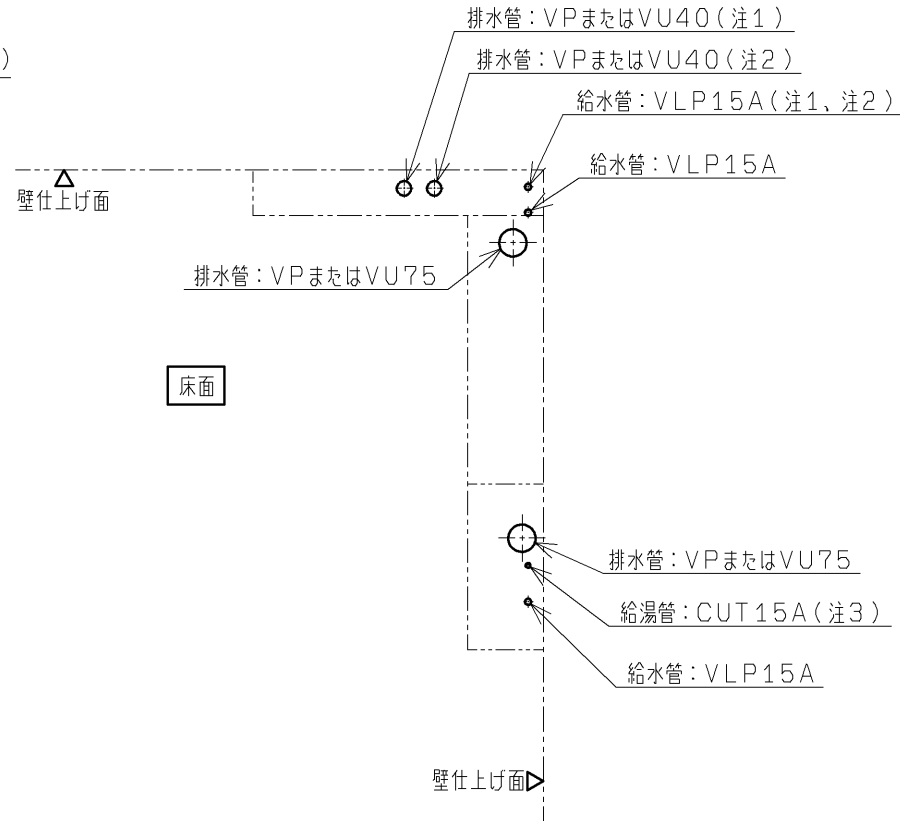 排水管：VPまたはVU40（注1）
）
排水管：VPまたはVU40（注2）
給水管：VLP15A（注1、注2）
給水管：VLP15A
壁仕上げ面
排水管：VPまたはVU75
床面
排水管：VPまたはVU75
給湯管：CUT15A（注3）
給水管：VLP15A
壁仕上げ面